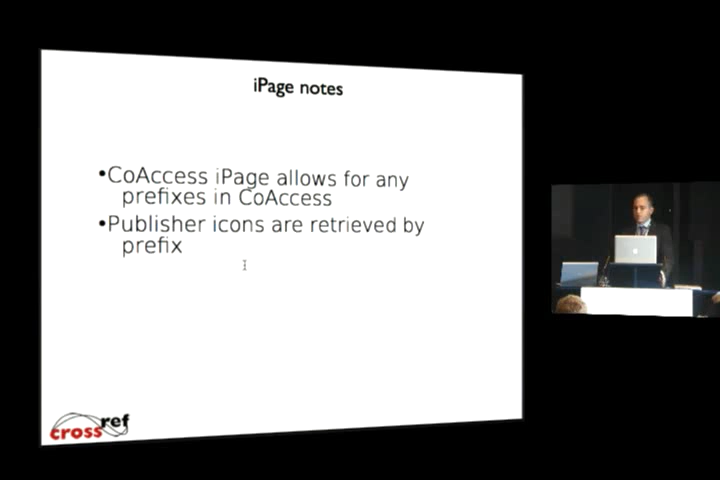 iPage notes
•CoAccess iPage allows for any
prefixes in CoAccess
•Publisher icons are retrieved by
prefix
crossref